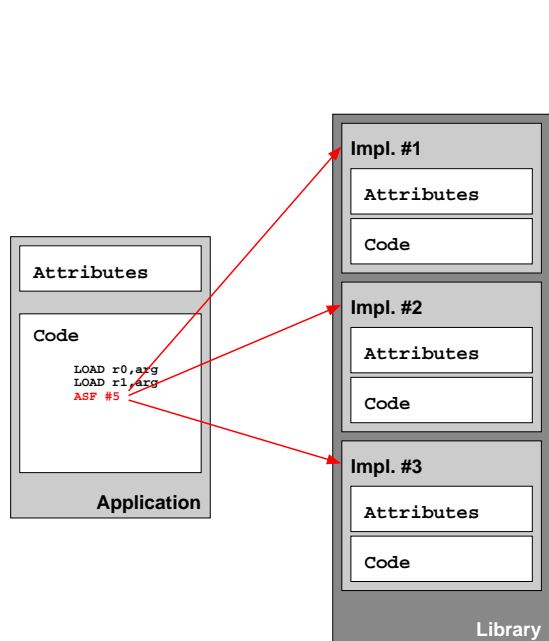 Attributes
Code
LOAD r0,arg
LOAD r1,arg
ASF #5
Application
Impl. #1
Attributes
Code
Impl. #2
Attributes
Code
Impl. #3
Attributes
Code
Library